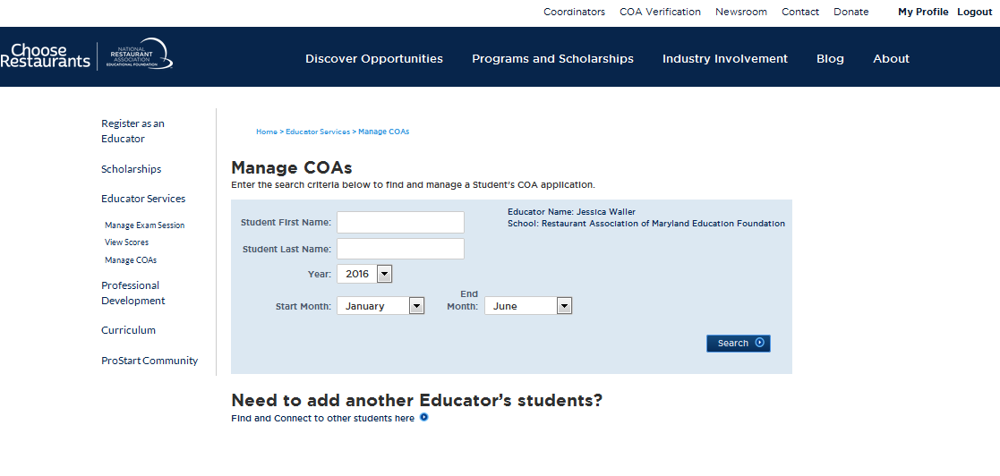 Coordinators COA Verification Newsroom Contact Donate My Profile Logout
Choose
Restaurants
NATIONAL
RESTAURANT
ASSOCIATION
EDUCATIONAL FOUNDATION
Discover Opportunities Programs and Scholarships Industry Involvement Blog About
Register as an
Educator
Scholarships
Educator Services
Manage Exam Session
View Scores
Manage COAs
Professional
Development
Curriculum
ProStart Community
Home > Educator Services > Manage COAs
Manage COAs
Enter the search criteria below to find and manage a Student's COA application.
Student First Name:
Educator Name: Jessica Waller
School: Restaurant Association of Maryland Education Foundation
Student Last Name:
Year: 2016
Start Month: January
End
Month: June
Search
Need to add another Educator's students?
Find and Connect to other students here